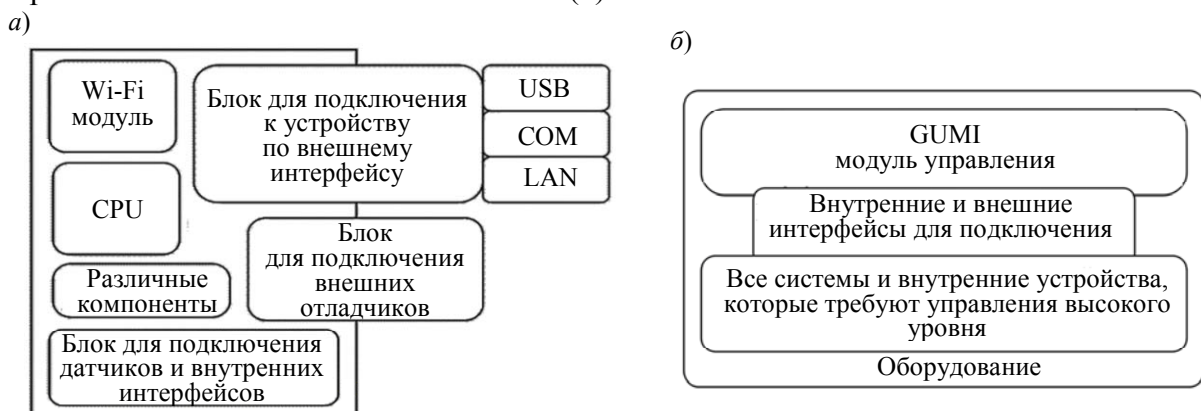 а)
Wi-Fi
модуль
CPU
Различные
компоненты
Блок для подключения
датчиков и внутренних
интерфейсов
Блок для подключения
к устройству
по внешнему
интерфейсу
USB
COM
LAN
Блок
для подключения
внешних
отладчиков
б)
GUMI
модуль управления
Внутренние и внешние
интерфейсы для подключения
Все системы и внутренние устройства,
которые требуют управления высокого
уровня
Оборудование